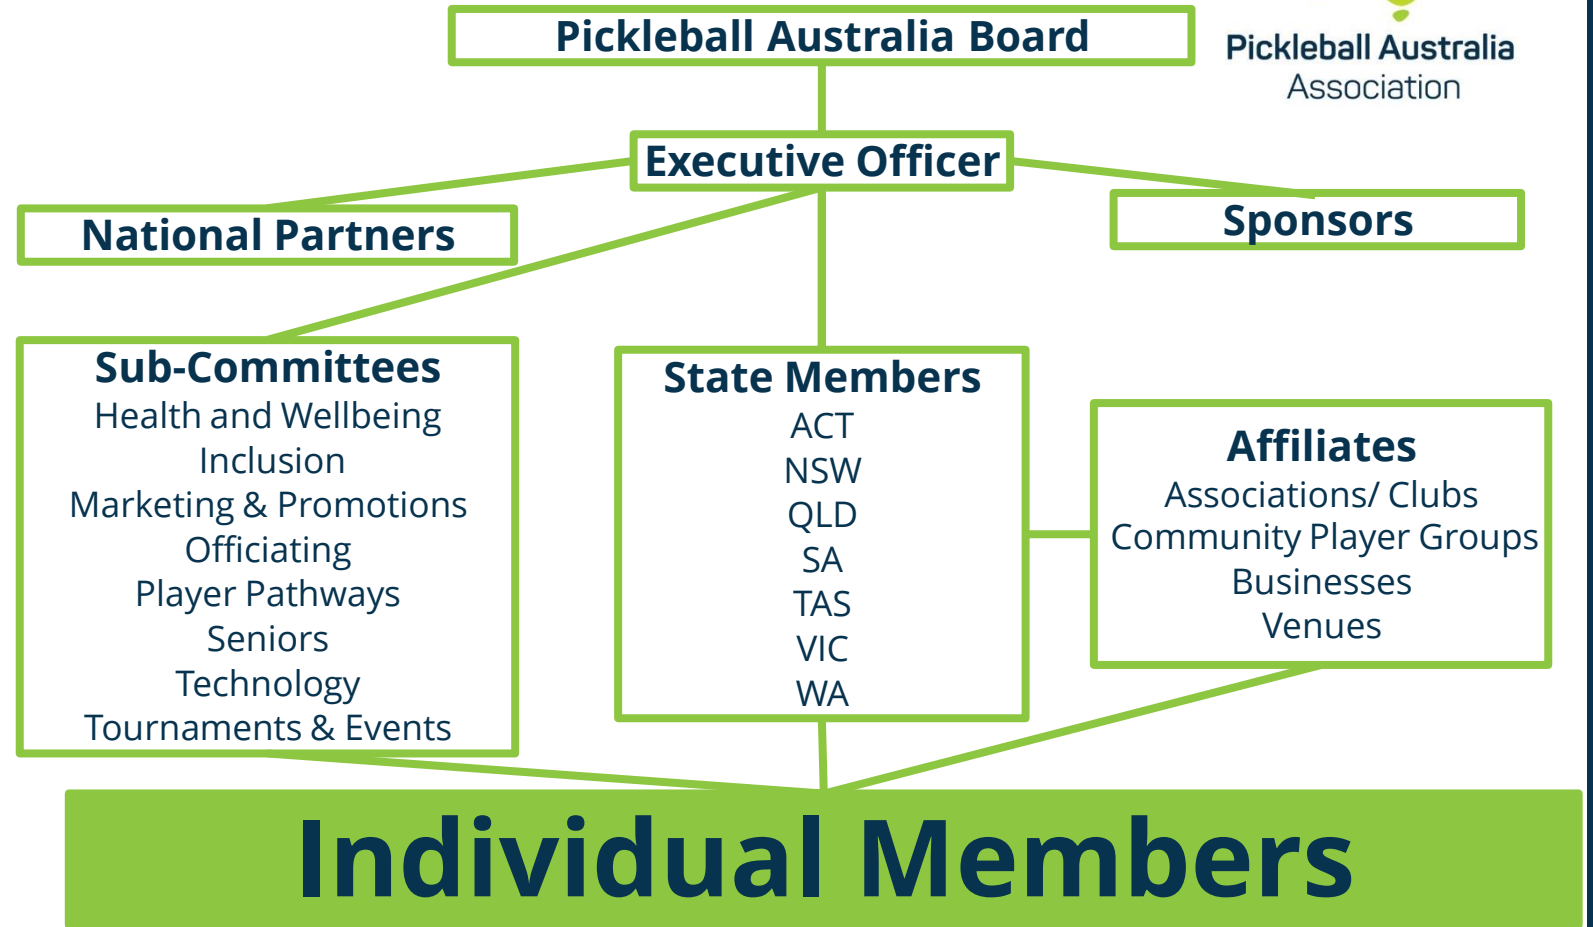 Pickleball Australia Board
Pickleball Australia
Association
Executive Officer
National Partners
Sponsors
Sub-Committees
Health and Wellbeing
Inclusion
Marketing & Promotions
Officiating
Player Pathways
Seniors
Technology
Tournaments & Events
State Members
ACT
NSW
QLD
SA
TAS
VIC
WA
Affiliates
Associations/ Clubs
Community Player Groups
Businesses
Venues
Individual Members